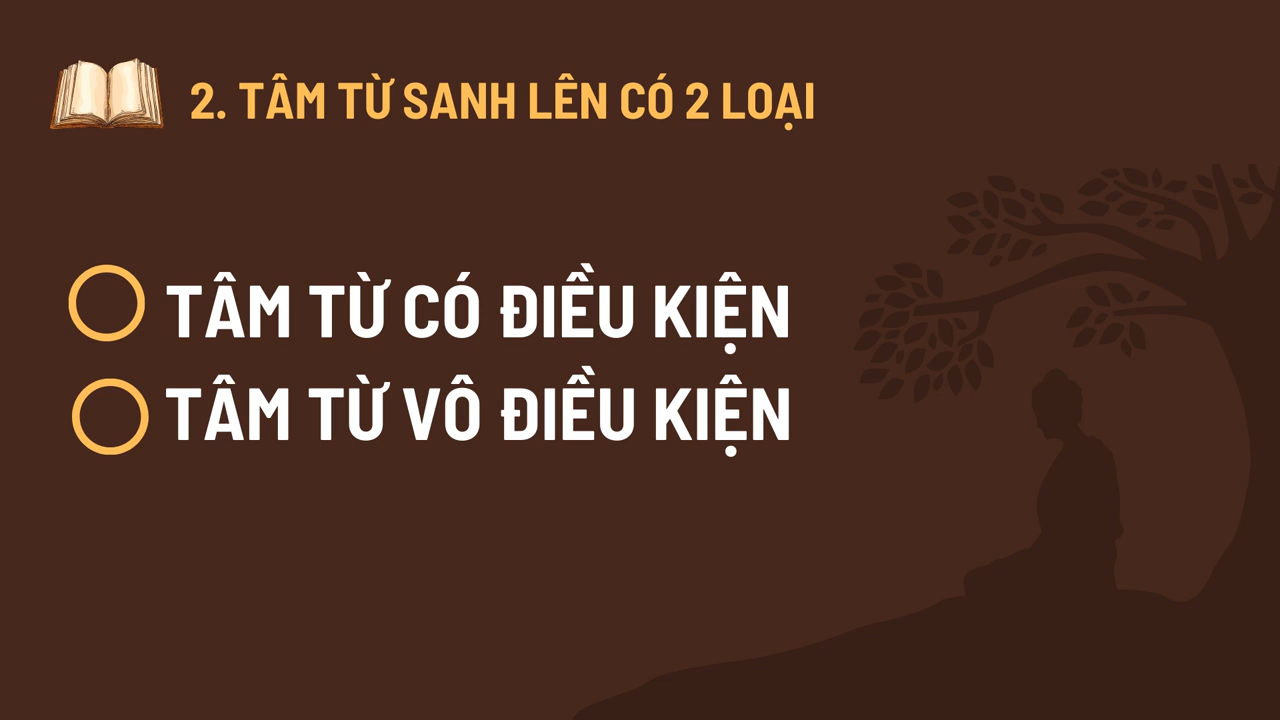 2. TÂM TỪ SANH LÊN CÓ 2 LOẠI
TÂM TỪ CÓ ĐIỀU KIỆN
TÂM TỪ VÔ ĐIỀU KIỆN